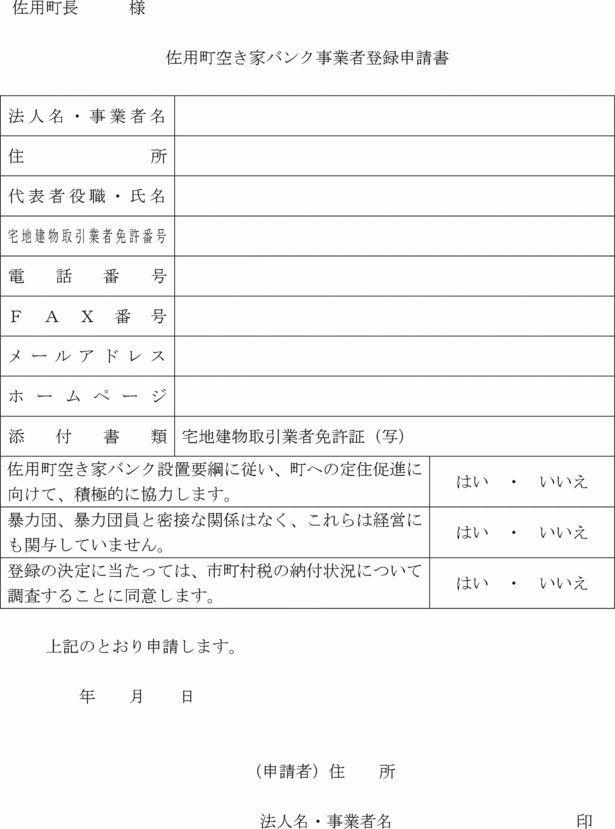 佐用町長　　　様
佐用町空き家バンク事業者登録申請書
法人名・事業者名
住所
代表者役職・氏名
宅地建物取引業者免許番号
電話番号
ＦＡＸ番号
メールアドレス
ホームページ
添付書類　宅地建物取引業者免許証（写）
佐用町空き家バンク設置要綱に従い、町への定住促進に
向けて、積極的に協力します。
はい　・　いいえ
暴力団、暴力団員と密接な関係はなく、これらは経営に
も関与していません。
はい　・　いいえ
登録の決定に当たっては、市町村税の納付状況について
調査することに同意します。
はい　・　いいえ
上記のとおり申請します。
年　　月　　日
（申請者）住　　所
法人名・事業者名　　　　　　　　　　　印